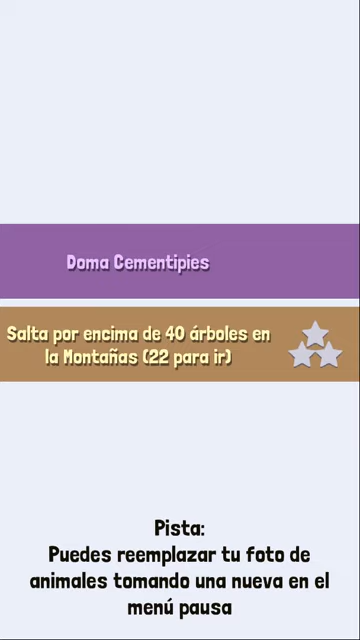 Doma Cementipies
Salta por encima de 40 árboles en
la Montañas (22 para ir)
Pista:
Puedes reemplazar tu foto de
animales tomando una nueva en el
menú pausa